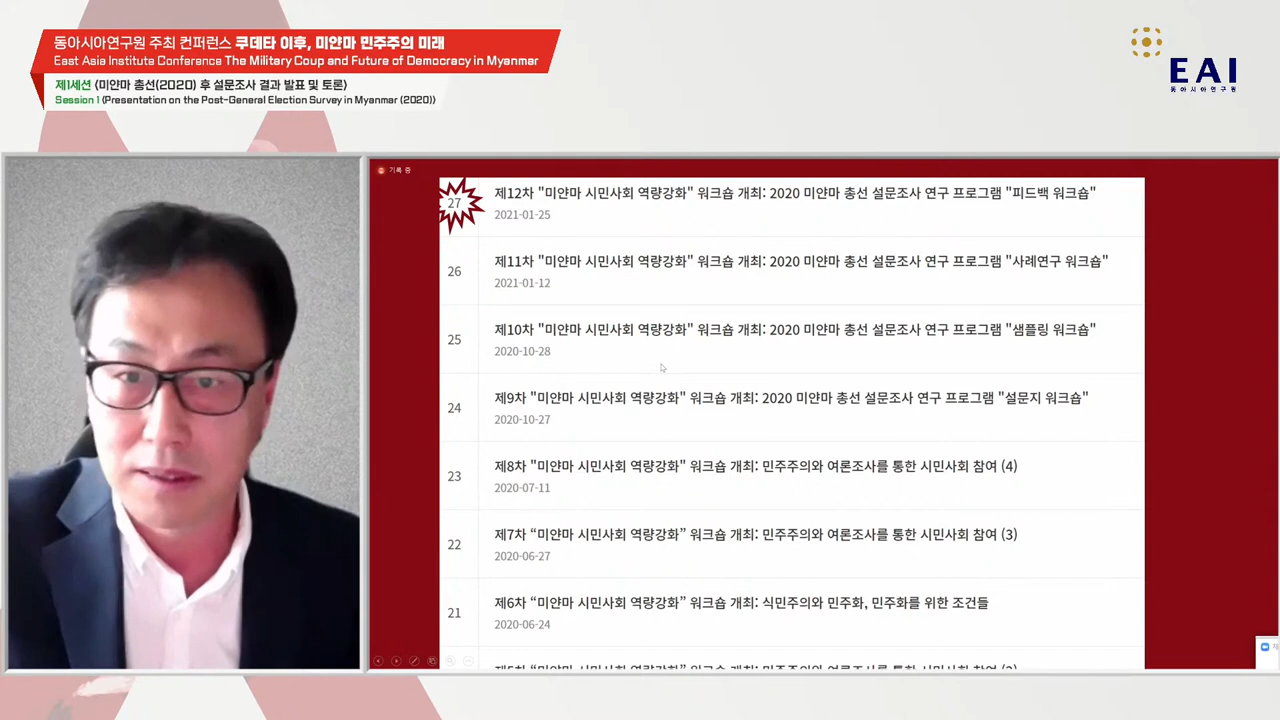 동아시아연구원 주최 컨퍼런스 쿠데타 이후, 미얀마 민주주의 미래
East Asia Institute Conference The Military Coup and Future of Democracy in Myanmar
제1세션 <미얀마 총선(2020) 후 설문조사 결과 발표 및 토론>
Session 1 (Presentation on the Post-General Election Survey in Myanmar (2020))
EAI
동아시아연구원
기록 중
27
제12차 "미얀마 시민사회 역량강화" 워크숍 개최: 2020 미얀마 총선 설문조사 연구 프로그램 "피드백 워크숍"
2021-01-25
26
제11차 "미얀마 시민사회 역량강화" 워크숍 개최: 2020 미얀마 총선 설문조사 연구 프로그램 "사례연구 워크숍"
2021-01-12
25
제10차 "미얀마 시민사회 역량강화" 워크숍 개최: 2020 미얀마 총선 설문조사 연구 프로그램 "샘플링 워크숍"
2020-10-28
24
제9차 "미얀마 시민사회 역량강화" 워크숍 개최: 2020 미얀마 총선 설문조사 연구 프로그램 "설문지 워크숍"
2020-10-27
23
제8차 "미얀마 시민사회 역량강화" 워크숍 개최: 민주주의와 여론조사를 통한 시민사회 참여 (4)
2020-07-11
22
제7차 “미얀마 시민사회 역량강화” 워크숍 개최: 민주주의와 여론조사를 통한 시민사회 참여 (3)
2020-06-27
21
제6차 “미얀마 시민사회 역량강화” 워크숍 개최: 식민주의와 민주화, 민주화를 위한 조건들
2020-06-24